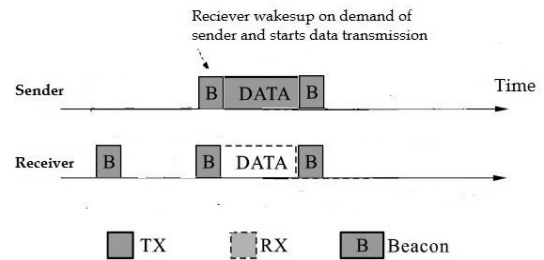 Reciever wakesup on demand of
sender and starts data transmission
Sender B DATA B Time
Receiver B B DATA B
TX RX B Beacon